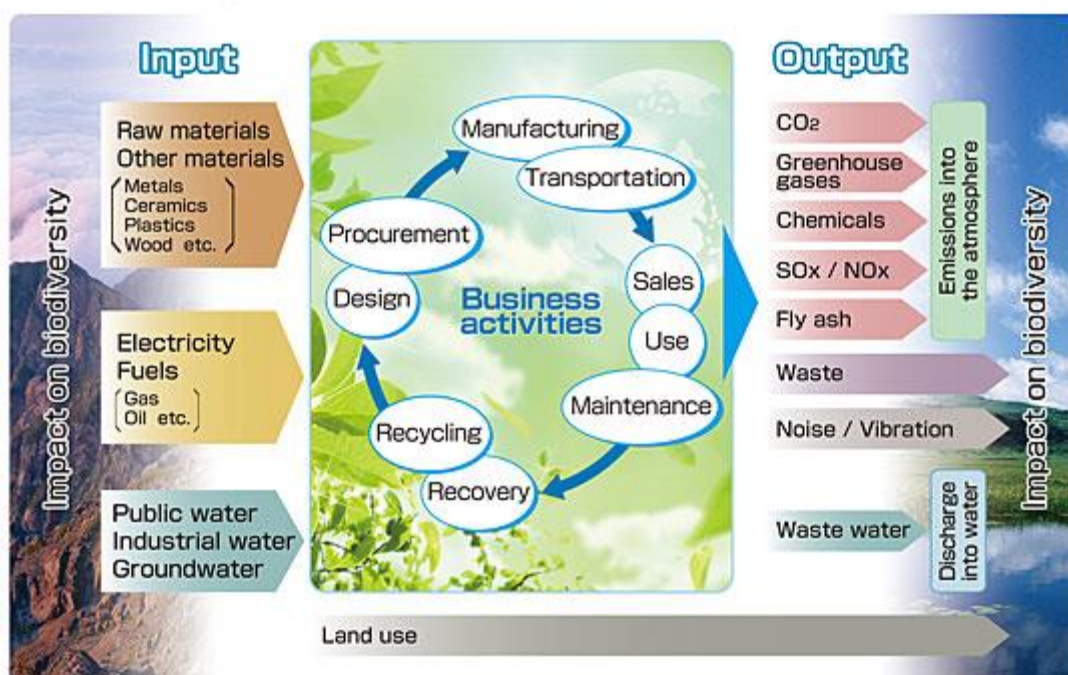 Input
Output
Impact on biodiversity
Raw materials
Other materials
Metals
Ceramics
Plastics
Wood etc.
Electricity
Fuels
Gas
Oil etc.
Public water
Industrial water
Groundwater
Manufacturing
Transportation
Procurement
Design
Business
activities
Sales
Use
Maintenance
Recycling
Recovery
CO₂
Greenhouse
gases
Chemicals
SOx / NOx
Fly ash
Emissions into
the atmosphere
Waste
Noise / Vibration
Waste water
Discharge
into water
Impact on biodiversity
Land use